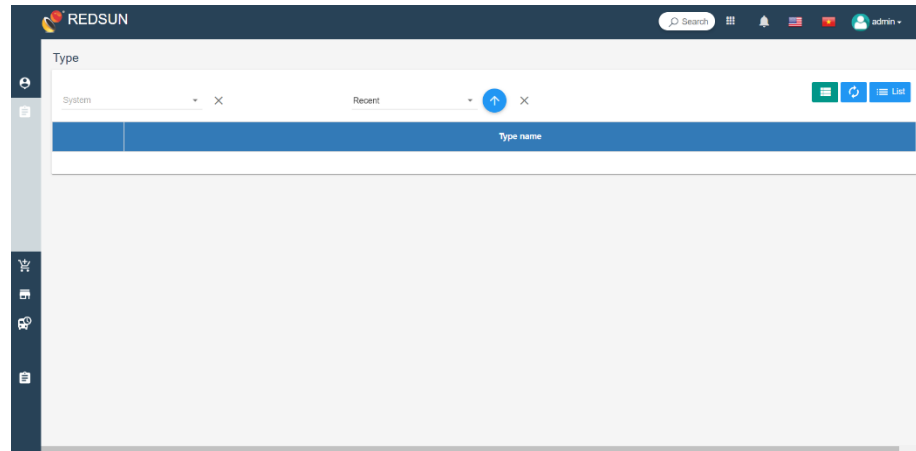 REDSUN
Search
admin
Type
System
Recent
List
Type name